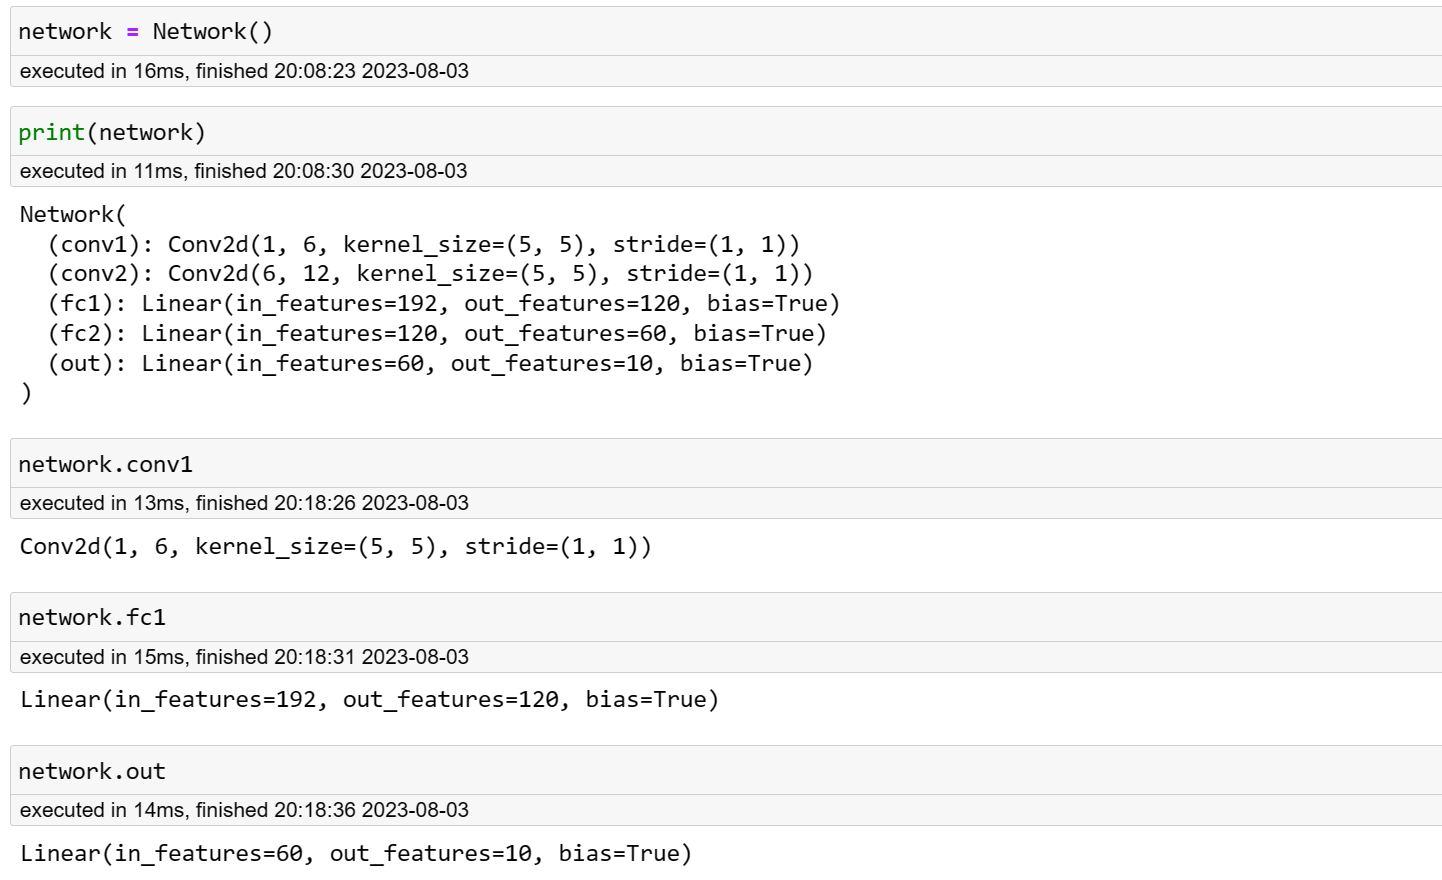 network = Network()
executed in 16ms, finished 20:08:23 2023-08-03
print(network)
executed in 11ms, finished 20:08:30 2023-08-03
Network(
  (conv1): Conv2d(1, 6, kernel_size=(5, 5), stride=(1, 1))
  (conv2): Conv2d(6, 12, kernel_size=(5, 5), stride=(1, 1))
  (fc1): Linear(in_features=192, out_features=120, bias=True)
  (fc2): Linear(in_features=120, out_features=60, bias=True)
  (out): Linear(in_features=60, out_features=10, bias=True)
)
network.conv1
executed in 13ms, finished 20:18:26 2023-08-03
Conv2d(1, 6, kernel_size=(5, 5), stride=(1, 1))
network.fc1
executed in 15ms, finished 20:18:31 2023-08-03
Linear(in_features=192, out_features=120, bias=True)
network.out
executed in 14ms, finished 20:18:36 2023-08-03
Linear(in_features=60, out_features=10, bias=True)